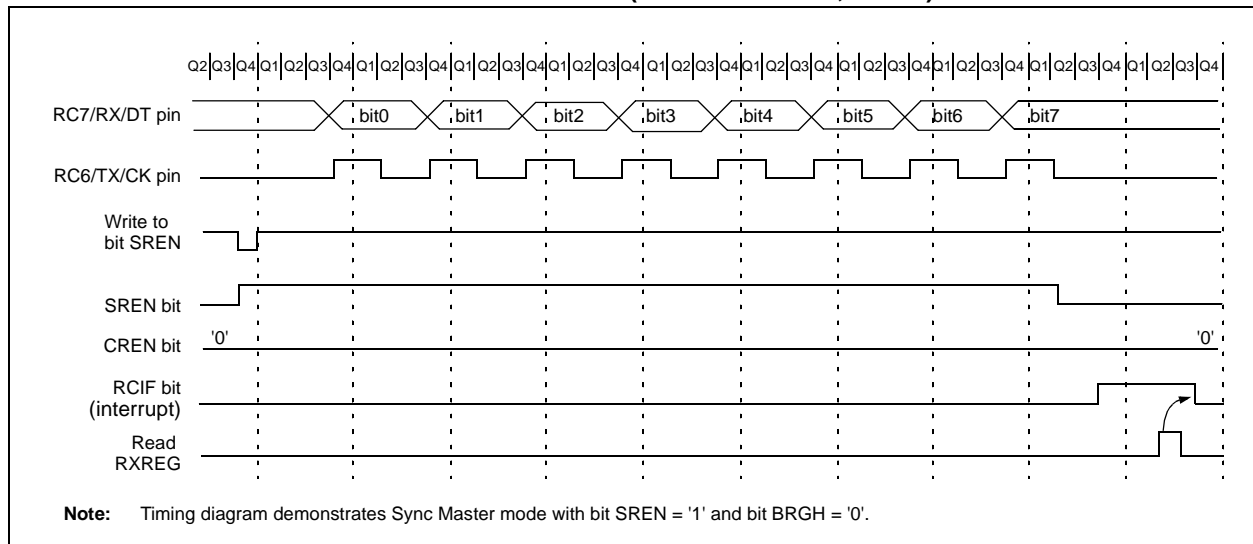 Q2 Q3 Q4 Q1 Q2 Q3 Q4 Q1 Q2 Q3 Q4 Q1 Q2 Q3 Q4 Q1 Q2 Q3 Q4 Q1 Q2 Q3 Q4 Q1 Q2 Q3 Q4 Q1 Q2 Q3 Q4 Q1 Q2 Q3 Q4 Q1 Q2 Q3 Q4 Q1 Q2 Q3 Q4
RC7/RX/DT pin bit0 bit1 bit2 bit3 bit4 bit5 bit6 bit7
RC6/TX/CK pin
Write to
bit SREN
SREN bit
CREN bit '0' '0'
RCIF bit
(interrupt)
Read
RXREG
Note: Timing diagram demonstrates Sync Master mode with bit SREN = '1' and bit BRGH = '0'.